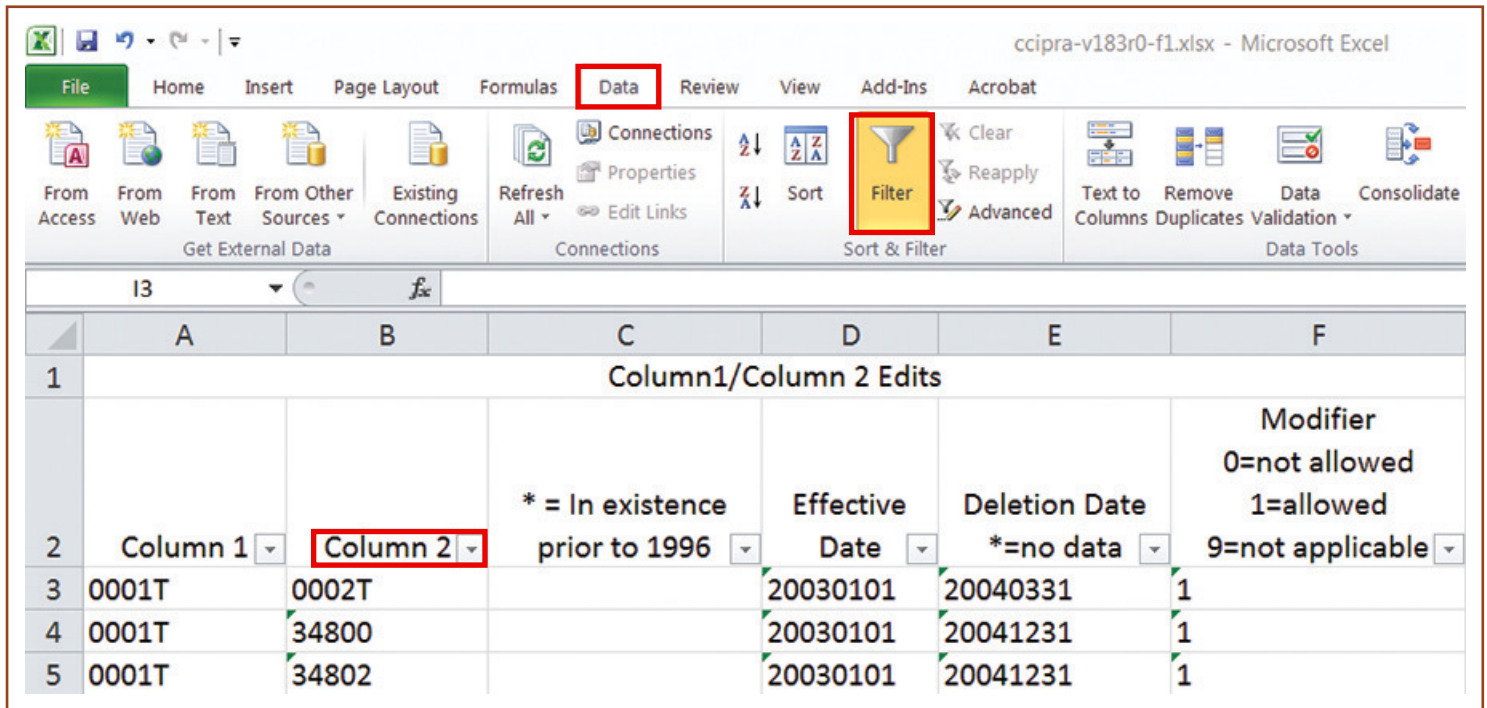 ccipra-v183r0-f1.xlsx - Microsoft Excel
File Home Insert Page Layout Formulas Data Review View Add-Ins Acrobat
From Access
From Web
From Text
From Other Sources
Existing Connections
Get External Data
Refresh All
Connections
Properties
Edit Links
Connections
Sort
Filter
Clear
Reapply
Advanced
Sort & Filter
Text to Columns
Remove Duplicates
Data Validation
Consolidate
Data Tools
I3 fx
A B C D E F
1 Column1/Column 2 Edits
2 Column 1 Column 2 * = In existence prior to 1996 Effective Date Deletion Date *=no data Modifier 0=not allowed 1=allowed 9=not applicable
3 0001T 0002T 20030101 20040331 1
4 0001T 34800 20030101 20041231 1
5 0001T 34802 20030101 20041231 1